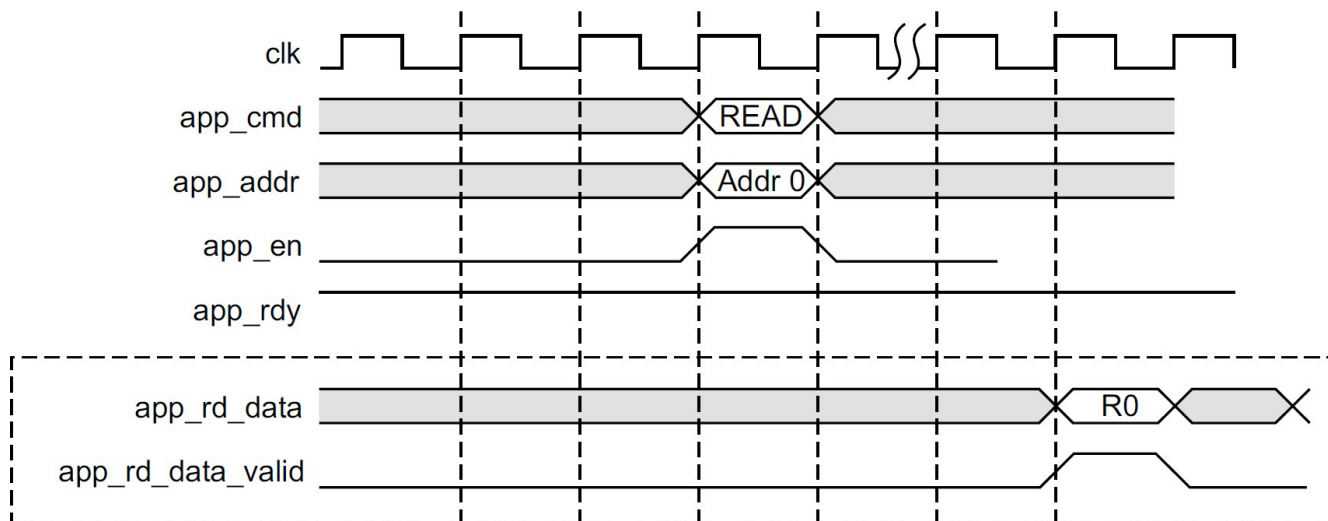 clk
app_cmd READ
app_addr Addr 0
app_en
app_rdy
app_rd_data R0
app_rd_data_valid